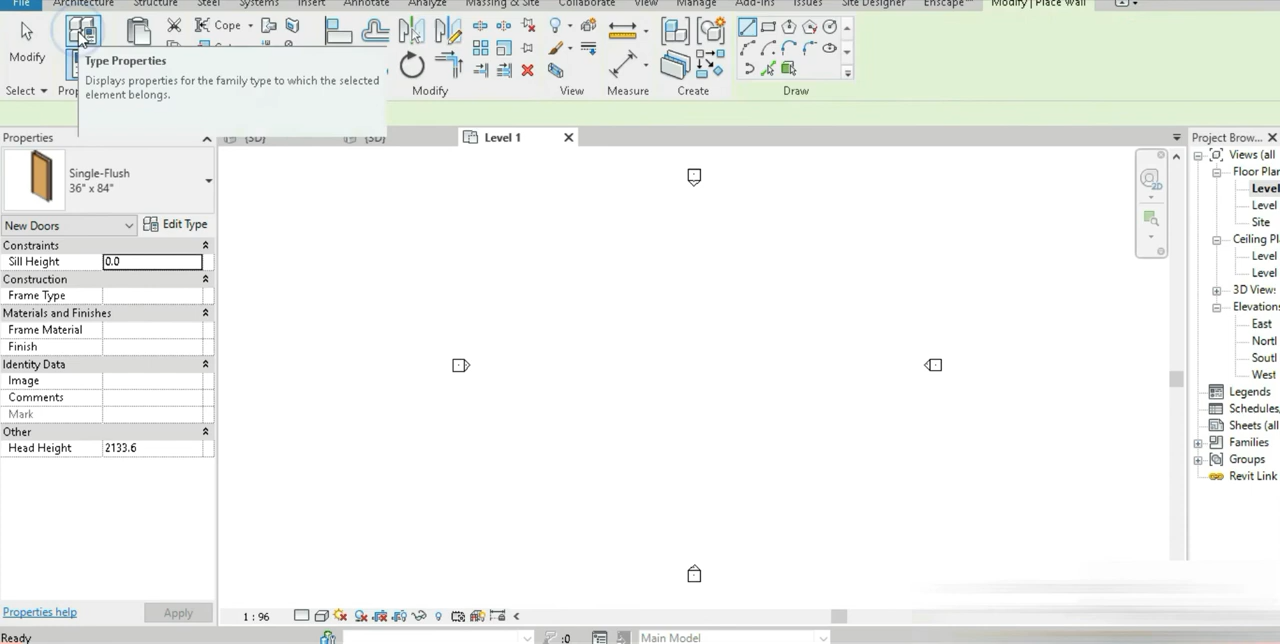 File Architecture Structure Steel Systems Insert Annotate Analyze Massing & Site Collaborate View Manage Add-Ins Issues Site Designer Enscape™ Modify | Place Wall
Cope
Modify
Type Properties
Displays properties for the family type to which the selected
element belongs.
Select Modify View Measure Create Draw
Properties
(3D) (3D) Level 1
Project Brow...
Single-Flush
36" x 84"
New Doors
Edit Type
Constraints
Sill Height 0.0
Construction
Frame Type
Materials and Finishes
Frame Material
Finish
Identity Data
Image
Comments
Mark
Other
Head Height 2133.6
2D
Views (all
Floor Plan
Level
Level
Site
Ceiling Pl
Level
Level
3D View:
Elevations
East
Nortl
Soutl
West
Legends
Schedules,
Sheets (all
Families
Groups
Revit Link
Properties help
Apply
1 : 96
Ready
:0
Main Model